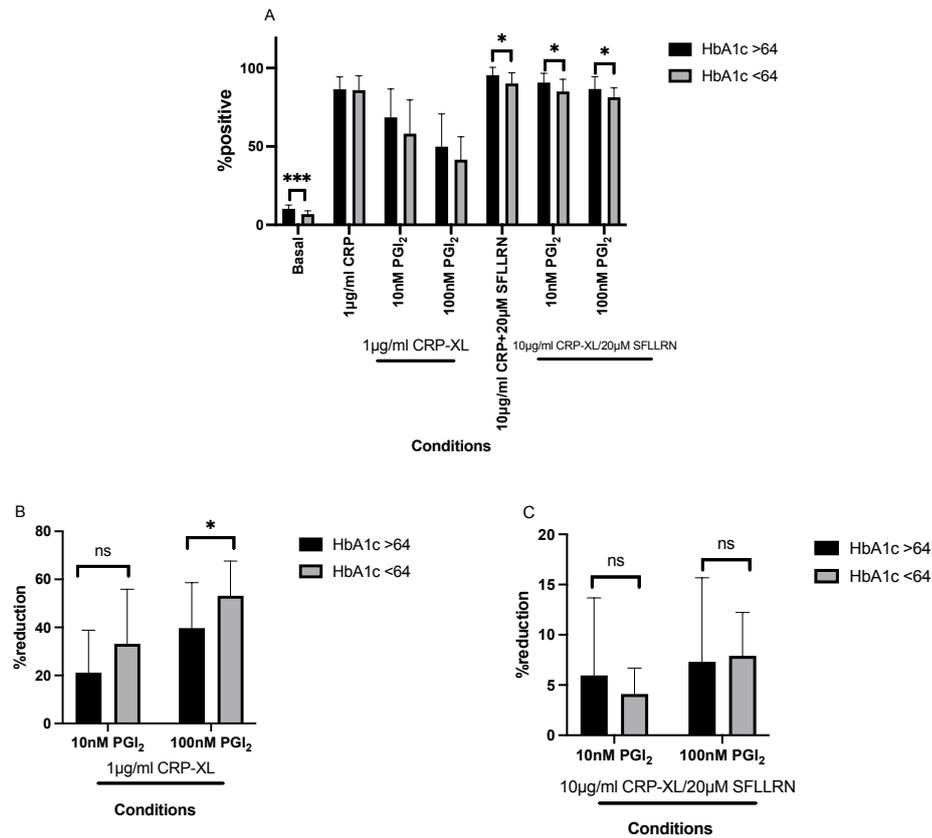 A
HbA1c >64
HbA1c <64
%positive
100
50
0
***
*
*
*
Basal
1µg/ml CRP
10nM PGI₂
100nM PGI₂
10µg/ml CRP+20µM SFLLRN
10nM PGI₂
100nM PGI₂
1µg/ml CRP-XL
10µg/ml CRP-XL/20µM SFLLRN
Conditions
B
%reduction
80
60
40
20
0
ns
*
HbA1c >64
HbA1c <64
10nM PGI₂
100nM PGI₂
1µg/ml CRP-XL
Conditions
C
%reduction
20
15
10
5
0
ns
ns
HbA1c >64
HbA1c <64
10nM PGI₂
100nM PGI₂
10µg/ml CRP-XL/20µM SFLLRN
Conditions